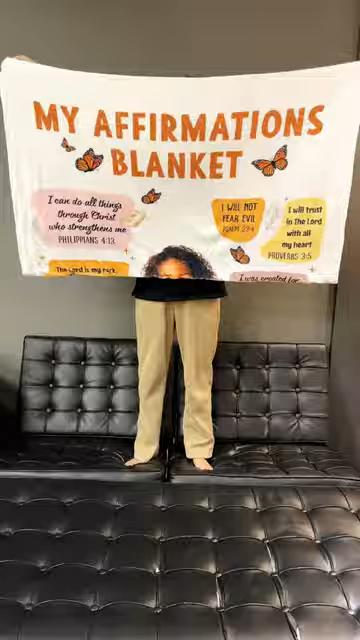 MY AFFIRMATIONS
BLANKET
I can do all things
through Christ
who strengthens me
PHILIPPIANS 4:13
I WILL NOT
FEAR EVIL
PSALM 23:4
I will trust
in The Lord
with all
my heart
PROVERBS 3:5
The Lord is my rock,
I was created for